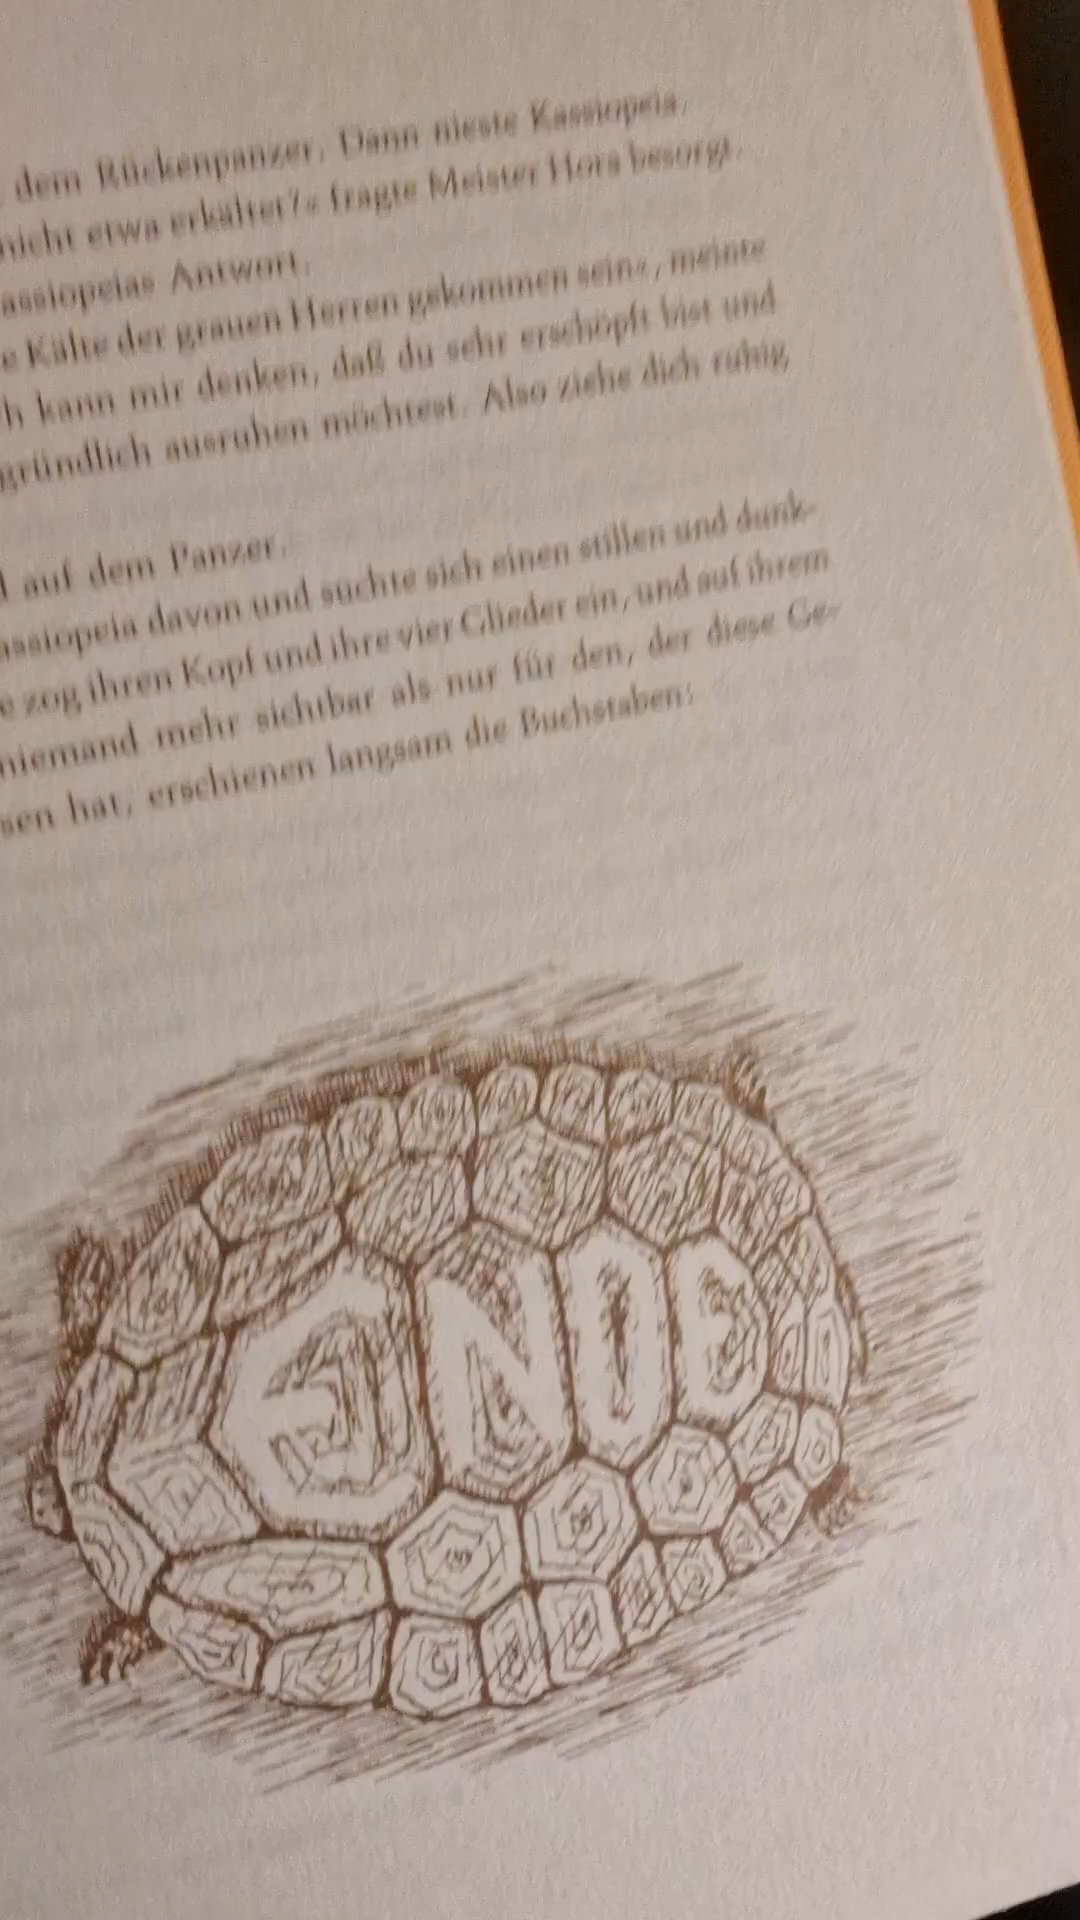 dem Rückenpanzer. Dann nieste Kassiopeia.
nicht etwa erkältet?« fragte Meister Hora besorgt.
assiopeias Antwort.
e Kälte der grauen Herren gekommen sein«, meinte
h kann mir denken, daß du sehr erschöpft bist und
gründlich ausruhen möchtest. Also ziehe dich ruhig
auf dem Panzer.
assiopeia davon und suchte sich einen stillen und dunk-
e zog ihren Kopf und ihre vier Glieder ein, und auf ihrem
niemand mehr sichtbar als nur für den, der diese Ge-
sen hat, erschienen langsam die Buchstaben:
ENDE